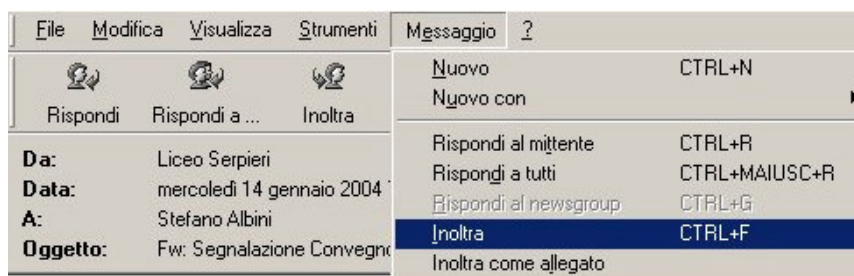 File Modifica Visualizza Strumenti Messaggio ?
Rispondi Rispondi a ... Inoltra
Da: Liceo Serpieri
Data: mercoledì 14 gennaio 2004
A: Stefano Albini
Oggetto: Fw: Segnalazione Convegno
Nuovo CTRL+N
Nuovo con
Rispondi al mittente CTRL+R
Rispondi a tutti CTRL+MAIUSC+R
Rispondi al newsgroup CTRL+G
Inoltra CTRL+F
Inoltra come allegato